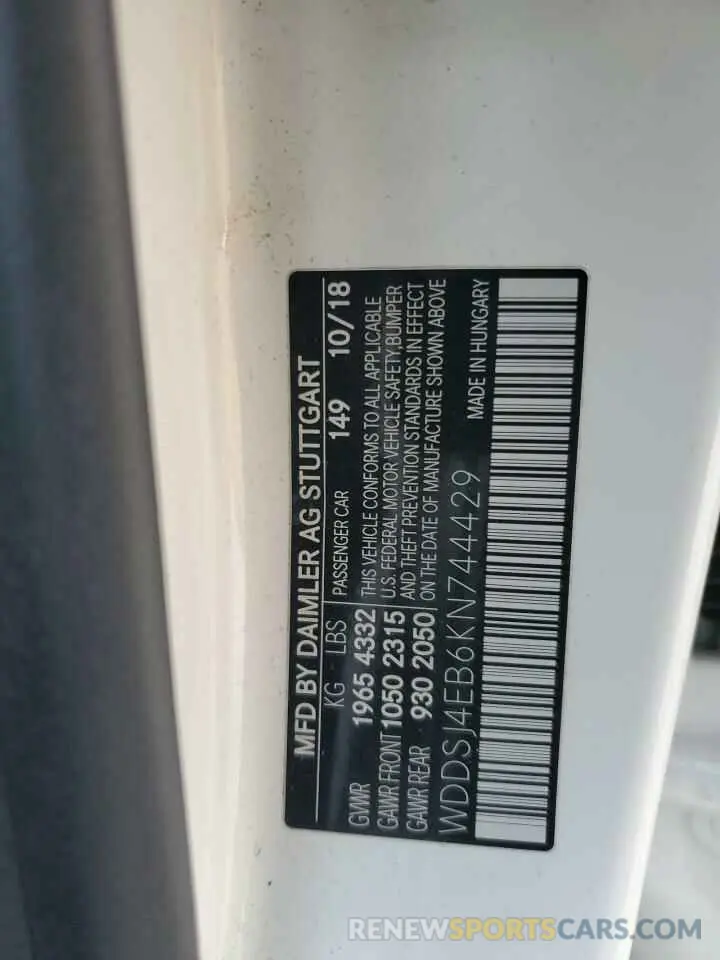 MFD BY DAIMLER AG STUTTGART
KG LBS PASSENGER CAR 149 10/18
GVWR 1965 4332
GAWR FRONT 1050 2315
GAWR REAR 930 2050
THIS VEHICLE CONFORMS TO ALL APPLICABLE
U.S. FEDERAL MOTOR VEHICLE SAFETY,BUMPER
AND THEFT PREVENTION STANDARDS IN EFFECT
ON THE DATE OF MANUFACTURE SHOWN ABOVE
WDDSJ4EB6KN744429 MADE IN HUNGARY
RENEWSPORTSCARS.COM